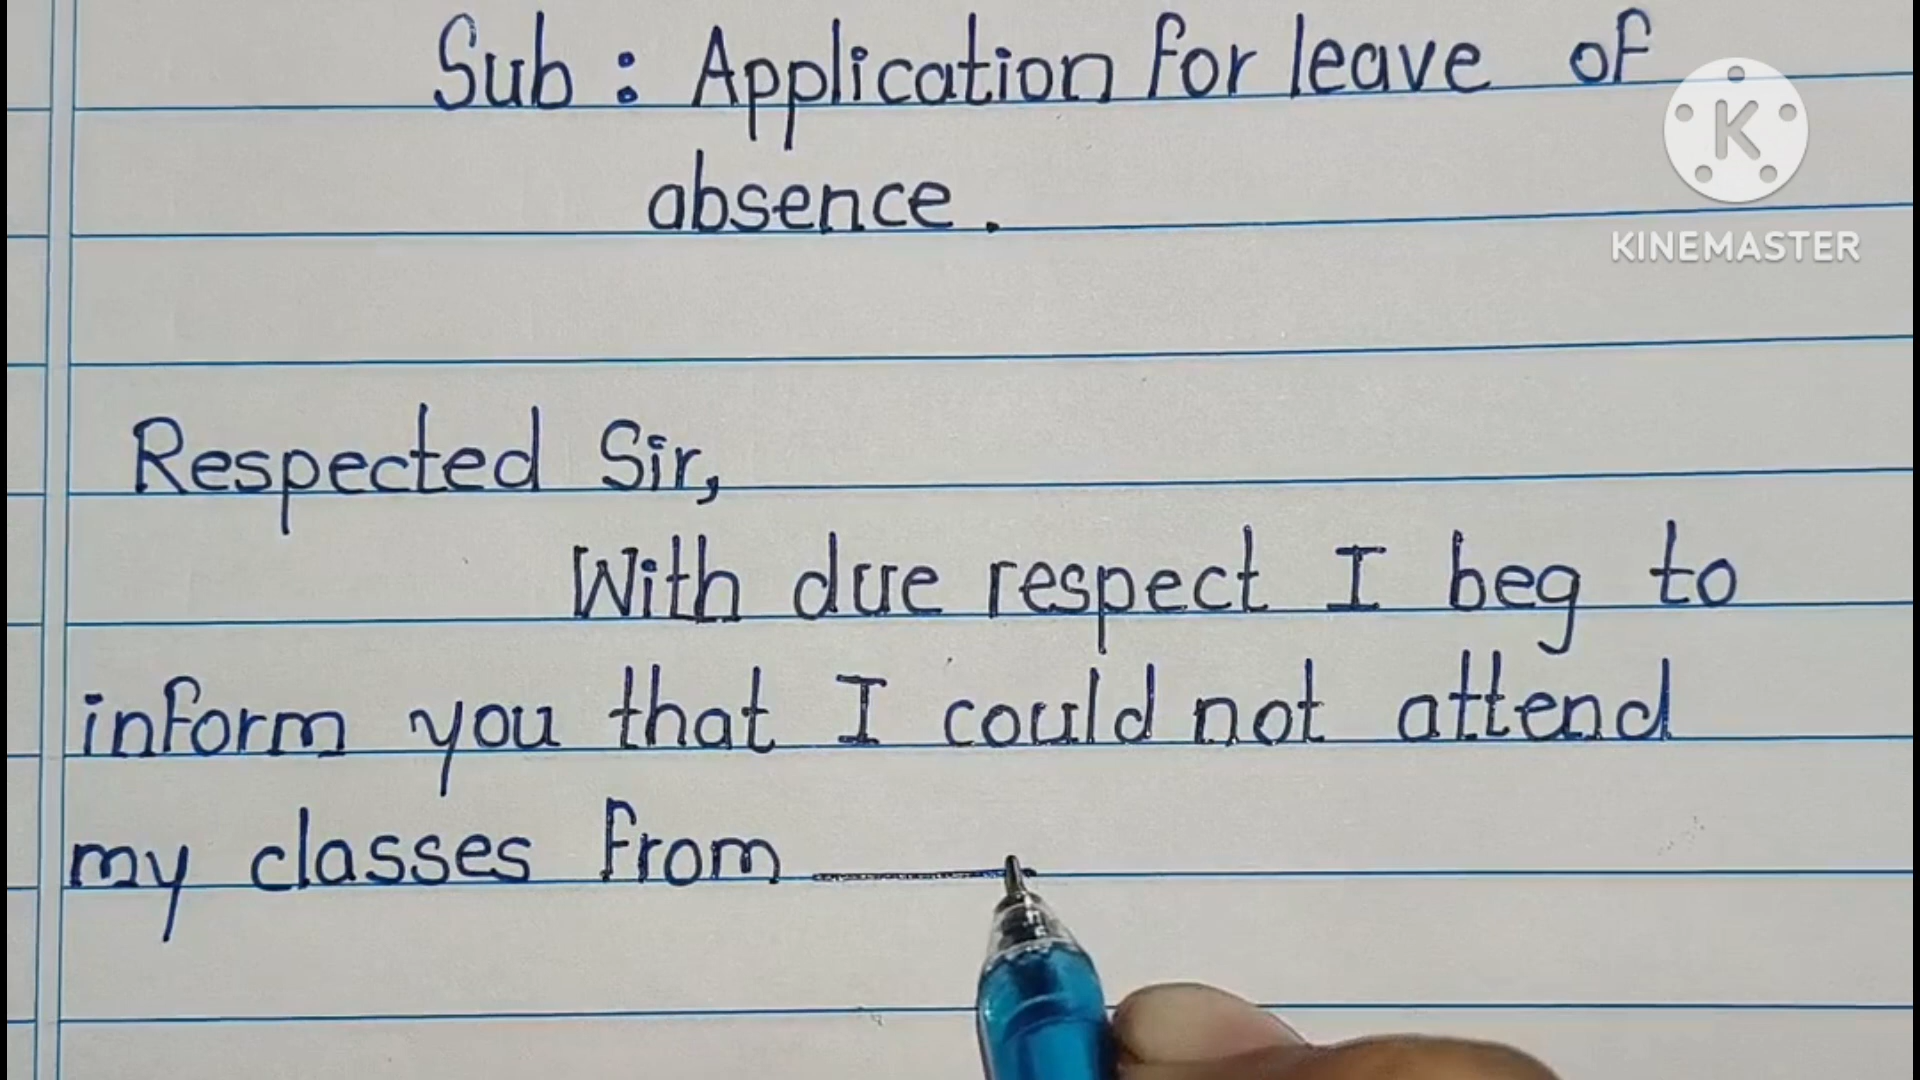 Sub : Application for leave of
absence.
K
KINEMASTER
Respected Sir,
With due respect I beg to
inform you that I could not attend
my classes from ____